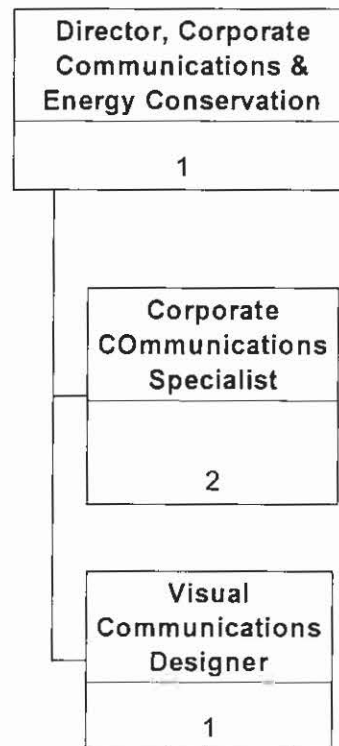 Director, Corporate
Communications &
Energy Conservation
1
Corporate
COmmunications
Specialist
2
Visual
Communications
Designer
1